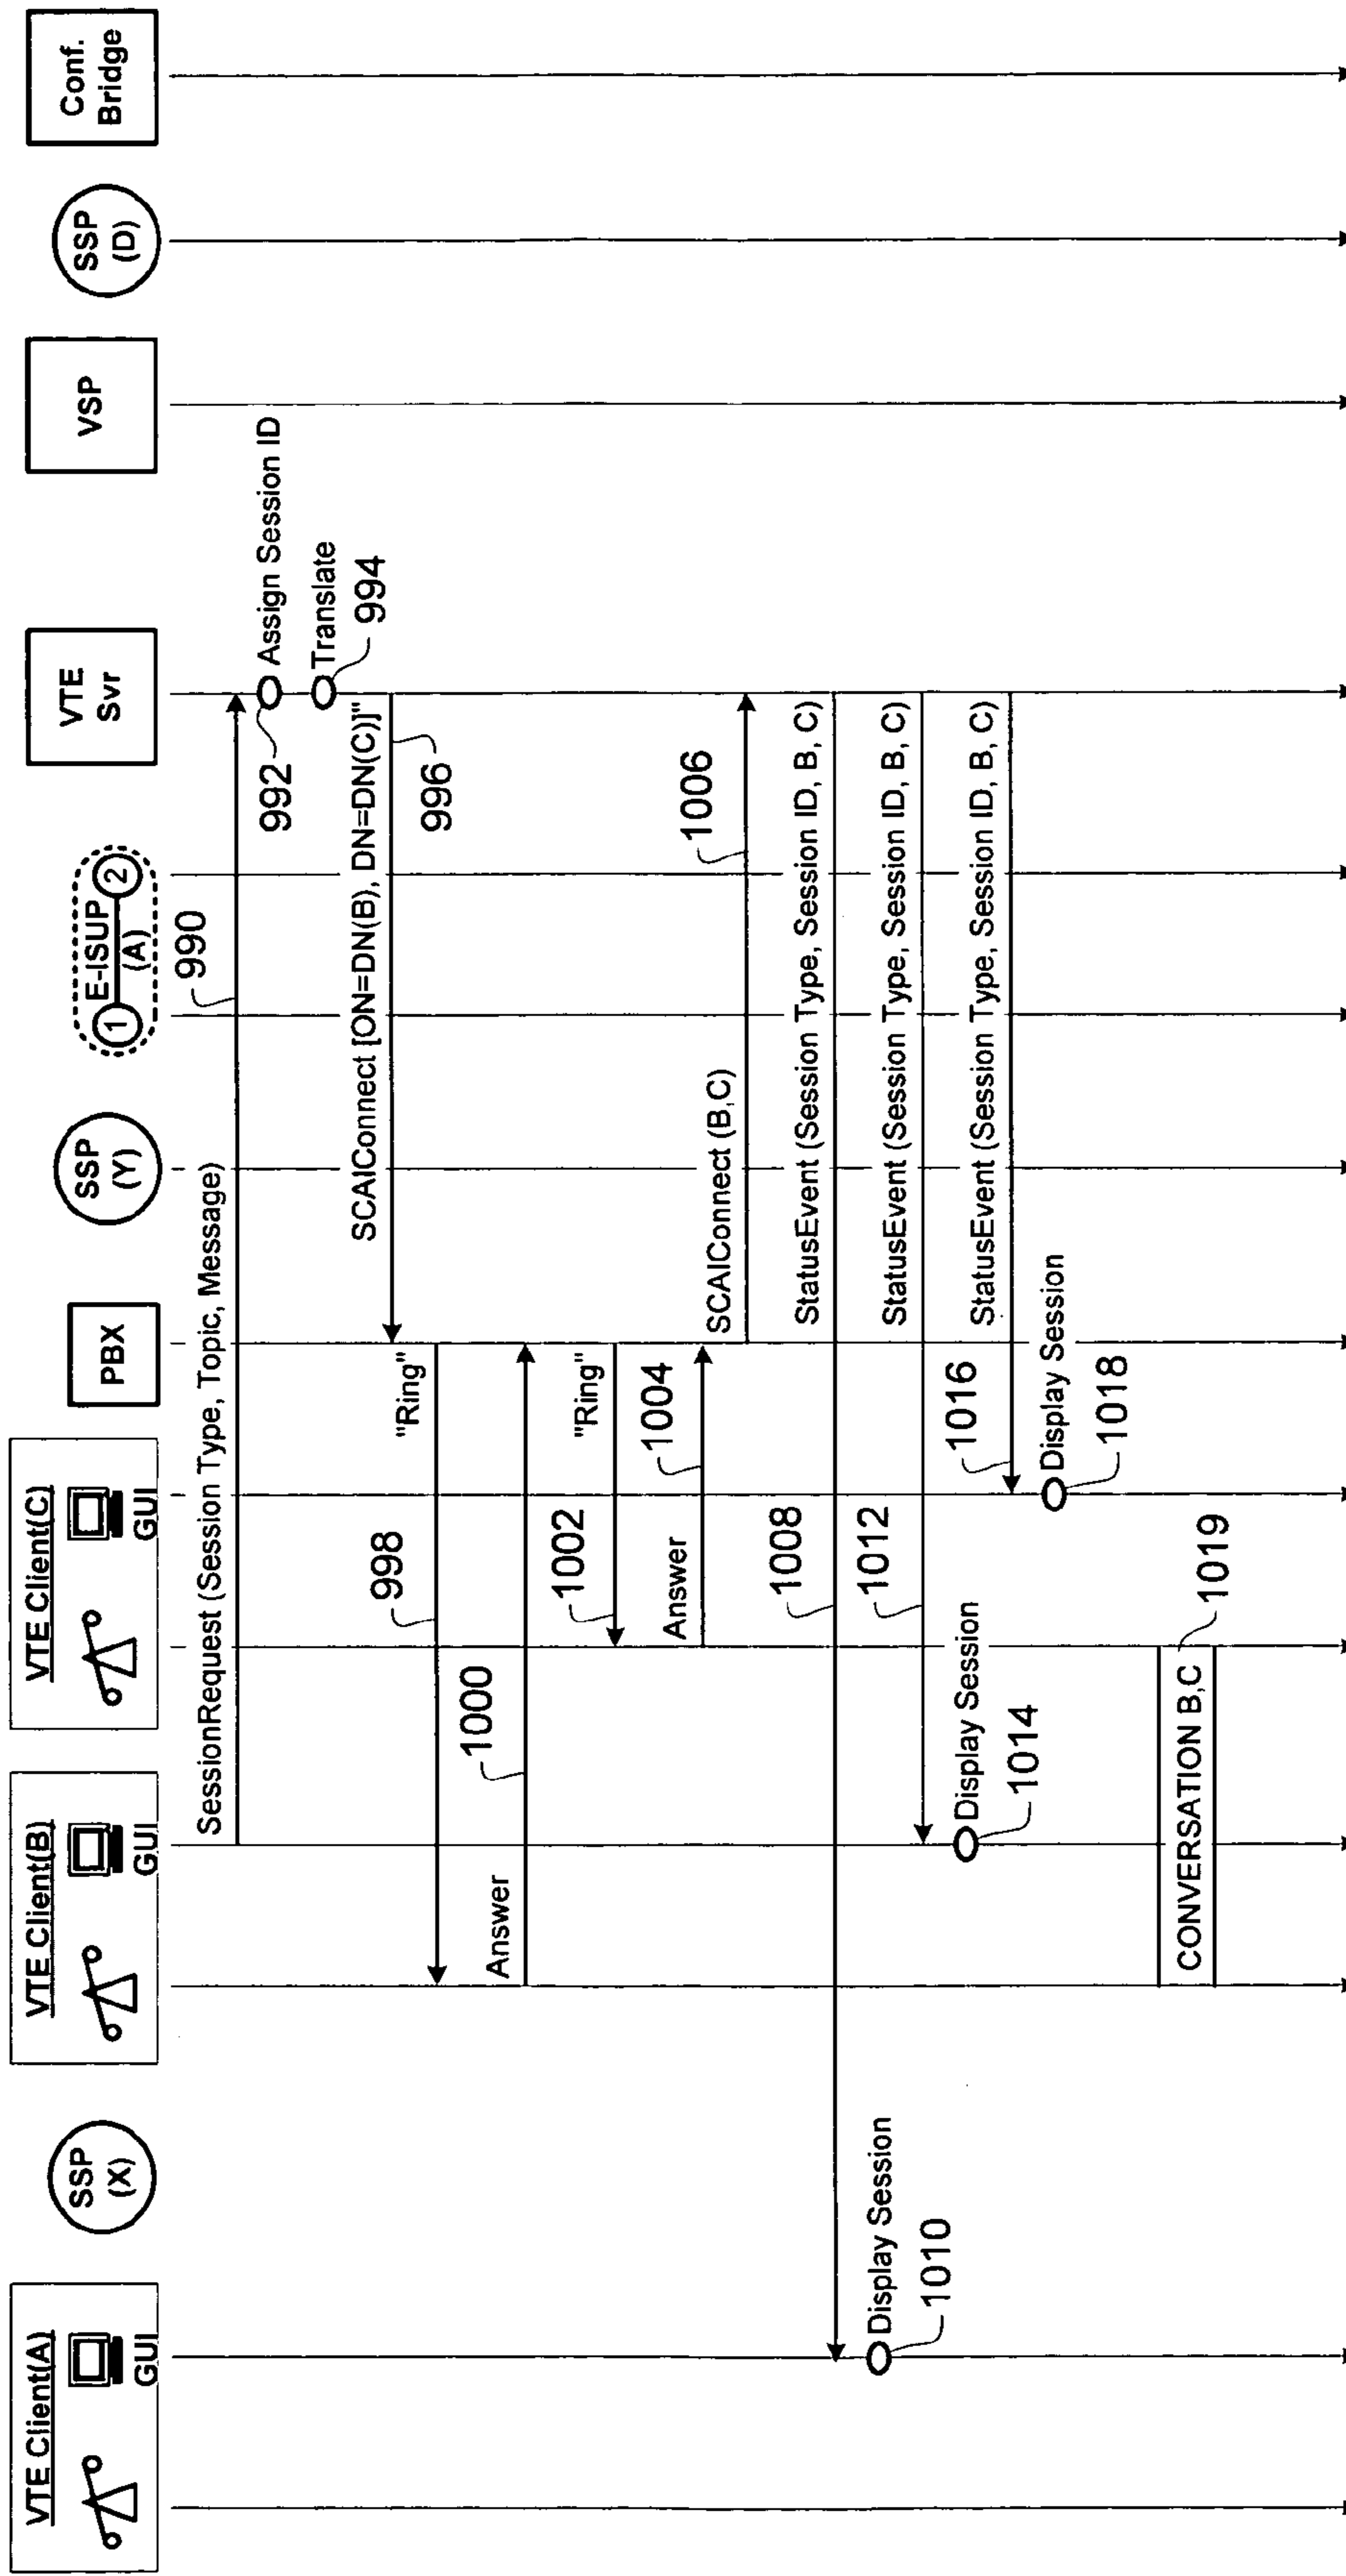 VTE Client(A)
GUI
SSP
(X)
VTE Client(B)
GUI
VTE Client(C)
GUI
PBX
SSP
(Y)
1
E-ISUP
(A)
2
VTE
Svr
VSP
SSP
(D)
Conf.
Bridge
SessionRequest (Session Type, Topic, Message)
990
992
Assign Session ID
Translate
994
SCAIConnect [ON=DN(B), DN=DN(C)]"
996
"Ring"
998
Answer
1000
"Ring"
1002
Answer
1004
SCAIConnect (B,C)
1006
StatusEvent (Session Type, Session ID, B, C)
1008
Display Session
1010
StatusEvent (Session Type, Session ID, B, C)
1012
Display Session
1014
StatusEvent (Session Type, Session ID, B, C)
1016
Display Session
1018
CONVERSATION B,C
1019